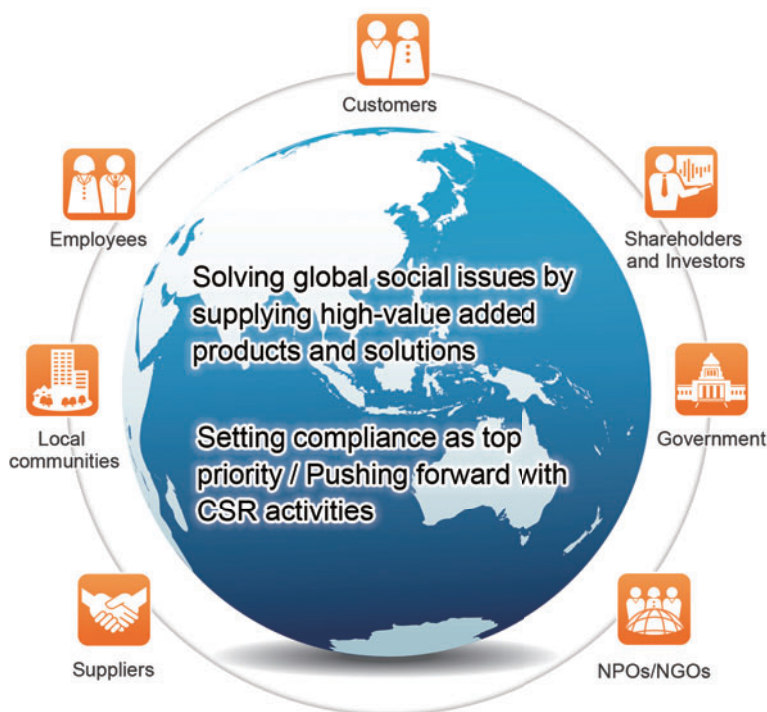 Customers
Employees
Shareholders
and Investors
Solving global social issues by
supplying high-value added
products and solutions
Local
communities
Government
Setting compliance as top
priority / Pushing forward with
CSR activities
Suppliers
NPOs/NGOs